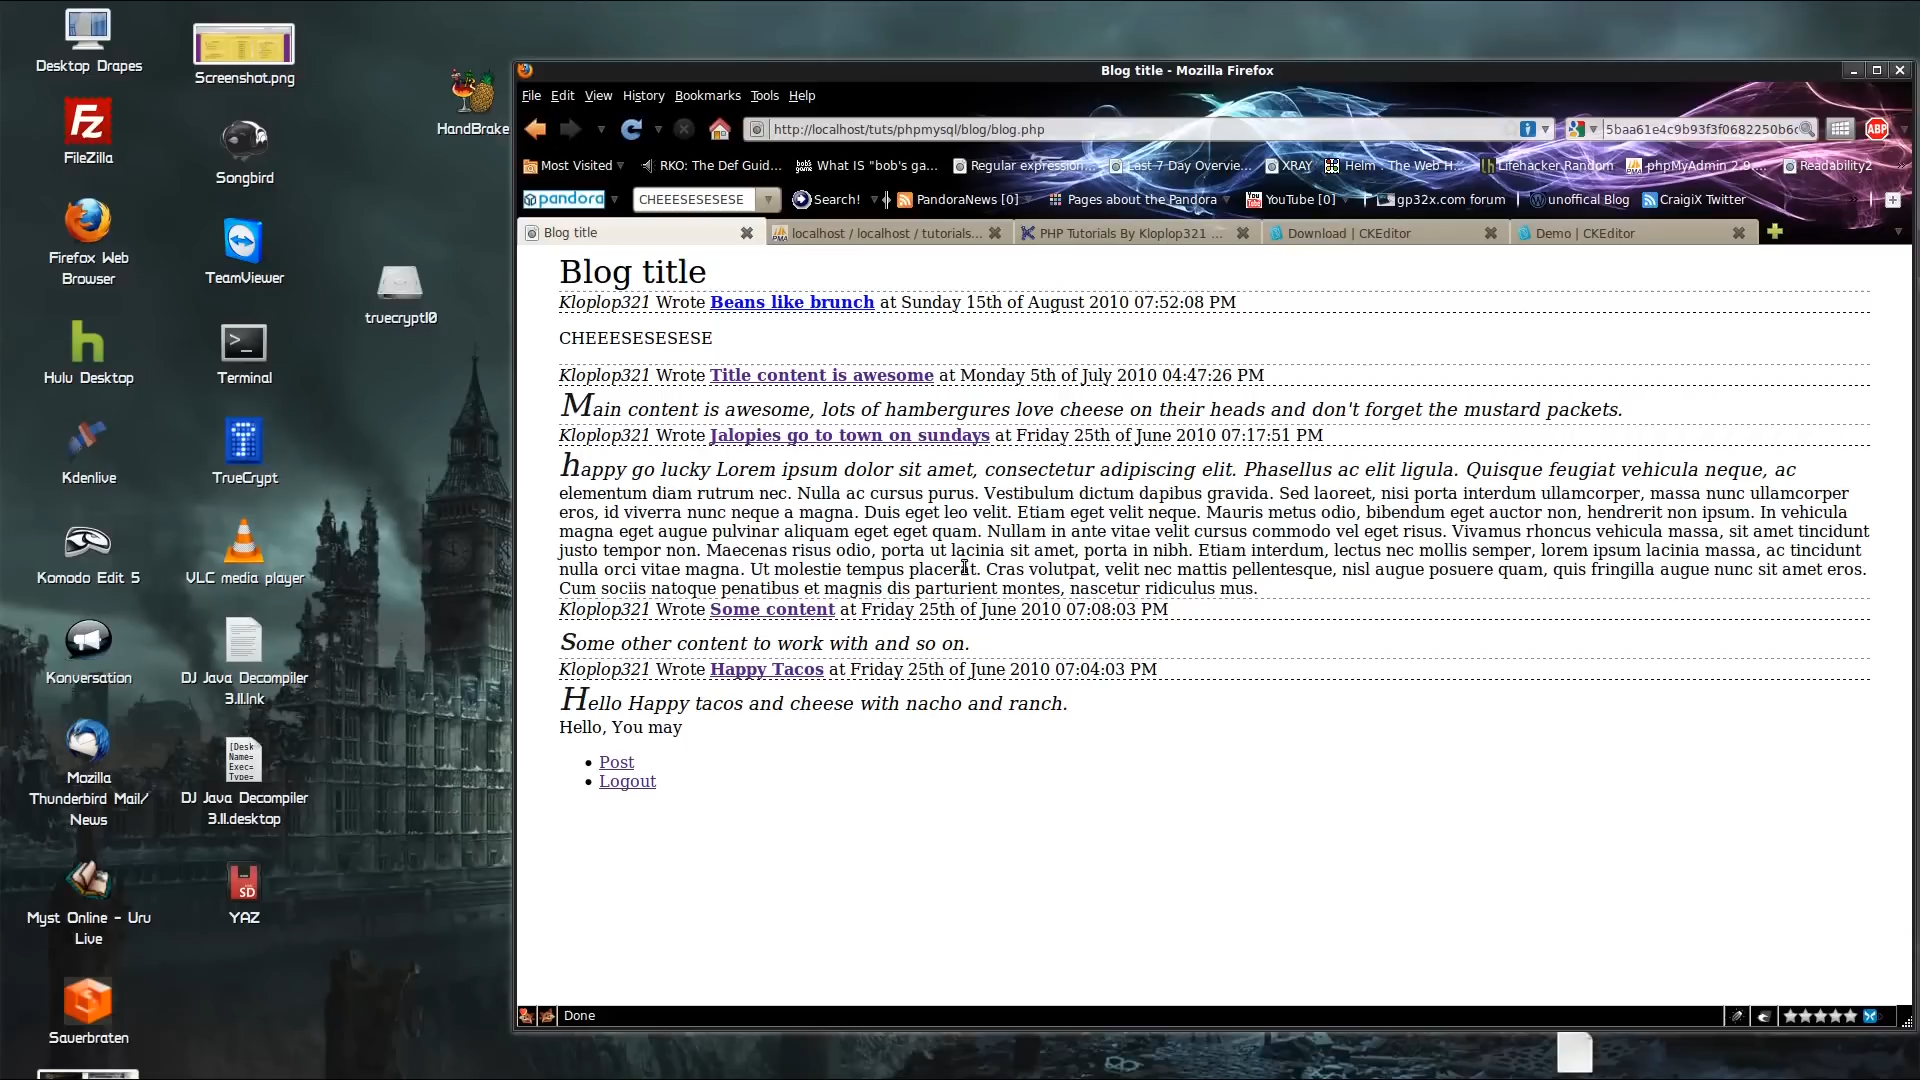 Desktop Drapes
Screenshot.png
HandBrake
FileZilla
Songbird
Firefox Web
Browser
TeamViewer
truecrypt10
Hulu Desktop
Terminal
Kdenlive
TrueCrypt
Komodo Edit 5
VLC media player
Konversation
DJ Java Decompiler
3.11.lnk
[Desk
Name=
Exec=
Type=
Mozilla
Thunderbird Mail/
News
DJ Java Decompiler
3.11.desktop
Myst Online - Uru
Live
SD
YAZ
Sauerbraten
Blog title - Mozilla Firefox
File Edit View History Bookmarks Tools Help
http://localhost/tuts/phpmysql/blog/blog.php
5baa61e4c9b93f3f0682250b6c
ABP
Most Visited RKO: The Def Guid... What IS "bob's ga... Regular expression... Last 7 Day Overvie... XRAY Helm : The Web H... Lifehacker Random phpMyAdmin 2.9.... Readability2
pandora CHEEESESESESE Search! PandoraNews [0] Pages about the Pandora YouTube [0] gp32x.com forum unoffical Blog CraigiX Twitter
Blog title localhost / localhost / tutorials... PHP Tutorials By Kloplop321 ... Download | CKEditor Demo | CKEditor
Blog title
Kloplop321 Wrote Beans like brunch at Sunday 15th of August 2010 07:52:08 PM
CHEEESESESESE
Kloplop321 Wrote Title content is awesome at Monday 5th of July 2010 04:47:26 PM
Main content is awesome, lots of hambergures love cheese on their heads and don't forget the mustard packets.
Kloplop321 Wrote Jalopies go to town on sundays at Friday 25th of June 2010 07:17:51 PM
happy go lucky Lorem ipsum dolor sit amet, consectetur adipiscing elit. Phasellus ac elit ligula. Quisque feugiat vehicula neque, ac
elementum diam rutrum nec. Nulla ac cursus purus. Vestibulum dictum dapibus gravida. Sed laoreet, nisi porta interdum ullamcorper, massa nunc ullamcorper
eros, id viverra nunc neque a magna. Duis eget leo velit. Etiam eget velit neque. Mauris metus odio, bibendum eget auctor non, hendrerit non ipsum. In vehicula
magna eget augue pulvinar aliquam eget eget quam. Nullam in ante vitae velit cursus commodo vel eget risus. Vivamus rhoncus vehicula massa, sit amet tincidunt
justo tempor non. Maecenas risus odio, porta ut lacinia sit amet, porta in nibh. Etiam interdum, lectus nec mollis semper, lorem ipsum lacinia massa, ac tincidunt
nulla orci vitae magna. Ut molestie tempus placerat. Cras volutpat, velit nec mattis pellentesque, nisl augue posuere quam, quis fringilla augue nunc sit amet eros.
Cum sociis natoque penatibus et magnis dis parturient montes, nascetur ridiculus mus.
Kloplop321 Wrote Some content at Friday 25th of June 2010 07:08:03 PM
Some other content to work with and so on.
Kloplop321 Wrote Happy Tacos at Friday 25th of June 2010 07:04:03 PM
Hello Happy tacos and cheese with nacho and ranch.
Hello, You may
Post
Logout
Done